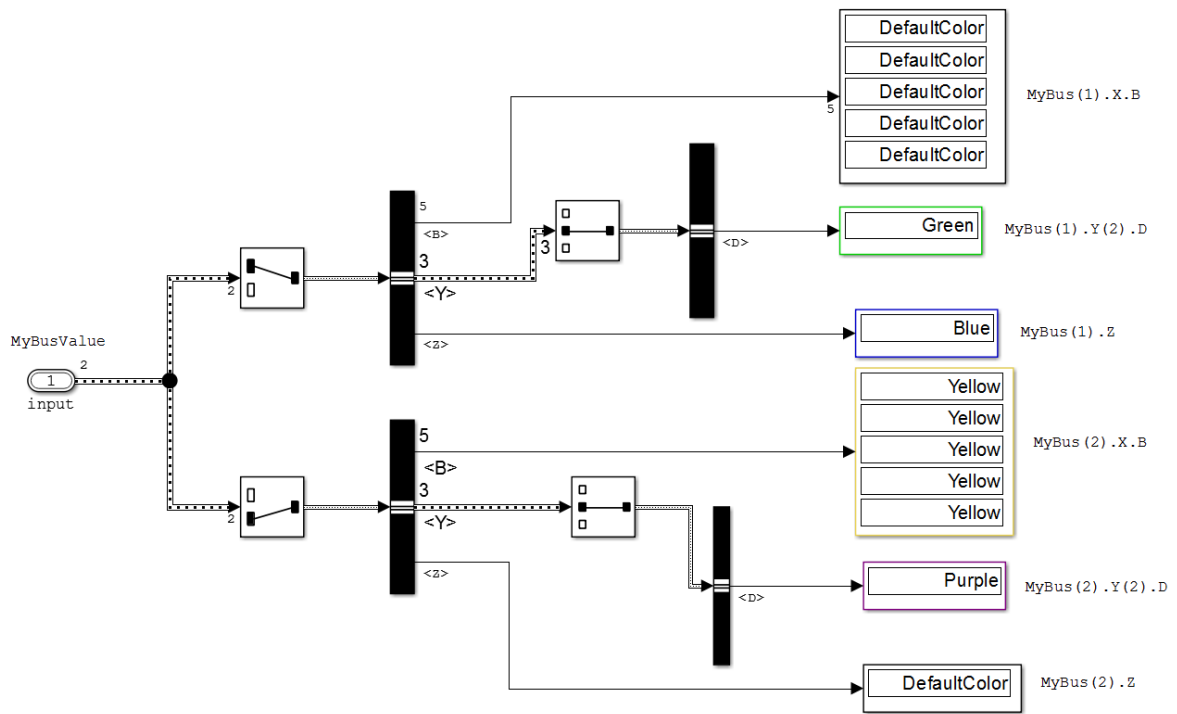 DefaultColor
DefaultColor
DefaultColor
DefaultColor
DefaultColor
5
MyBus(1).X.B
5
<B>
3
<Y>
<Z>
3
<D>
Green
MyBus(1).Y(2).D
2
Blue
MyBus(1).Z
MyBusValue
2
1
input
Yellow
Yellow
Yellow
Yellow
Yellow
MyBus(2).X.B
5
<B>
3
<Y>
<Z>
2
<D>
Purple
MyBus(2).Y(2).D
DefaultColor
MyBus(2).Z